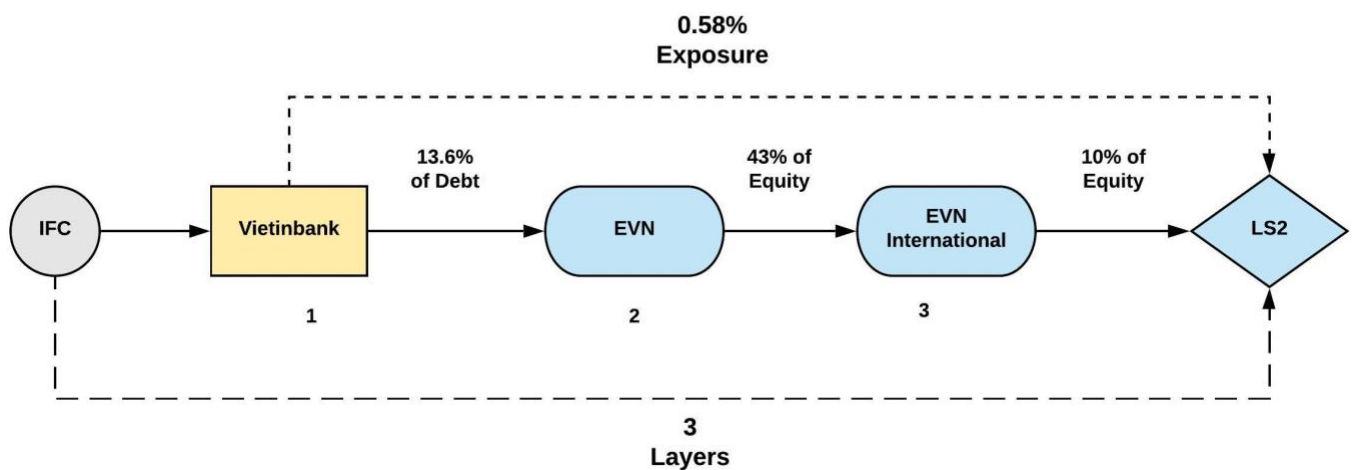 0.58%
Exposure
13.6%
of Debt
43% of
Equity
10% of
Equity
IFC
Vietinbank
EVN
EVN
International
LS2
1
2
3
3
Layers